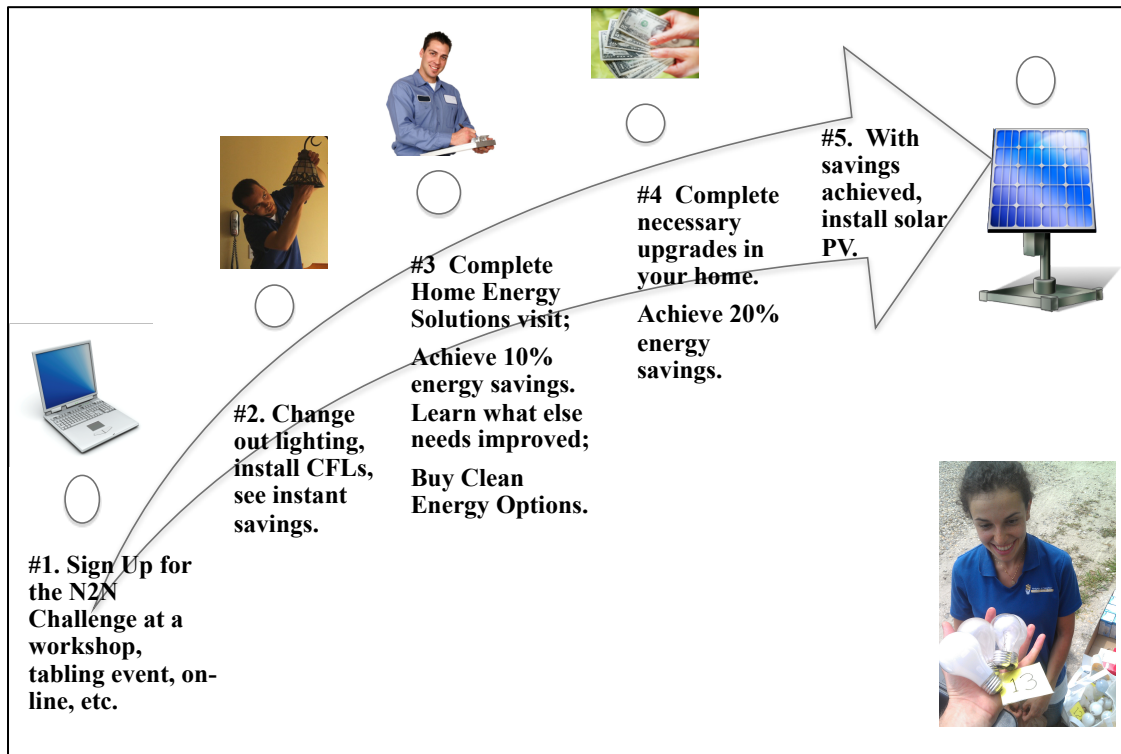 #1. Sign Up for
the N2N
Challenge at a
workshop,
tabling event, on-
line, etc.
#2. Change
out lighting,
install CFLs,
see instant
savings.
#3  Complete
Home Energy
Solutions visit;
Achieve 10%
energy savings.
Learn what else
needs improved;
Buy Clean
Energy Options.
#4  Complete
necessary
upgrades in
your home.
Achieve 20%
energy
savings.
#5.  With
savings
achieved,
install solar
PV.
13